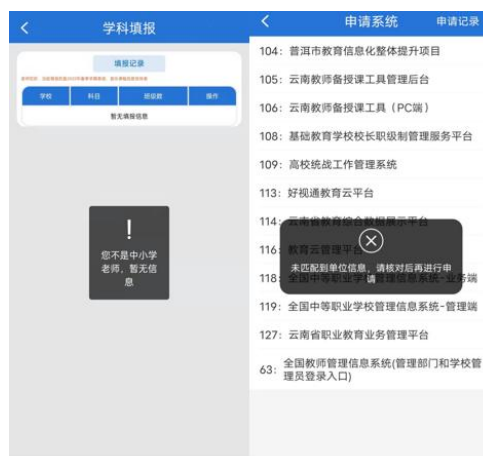 学科填报
填报记录
学校
科目
班级数
操作
暂无填报信息
!
您不是中小学
老师，暂无信
息
申请系统
申请记录
104: 普洱市教育信息化整体提升项目
105: 云南教师备授课工具管理后台
106: 云南教师备授课工具（PC端）
108: 基础教育学校校长职级制管理服务平台
109: 高校统战工作管理系统
113: 好视通教育云平台
114: 云南省教育综合数据展示平台
116: 教育云管理平台
未匹配到单位信息，请核对后再进行申
请
118: 全国中等职业学校管理信息系统-业务端
119: 全国中等职业学校管理信息系统-管理端
127: 云南省职业教育业务管理平台
63: 全国教师管理信息系统(管理部门和学校管
理员登录入口)